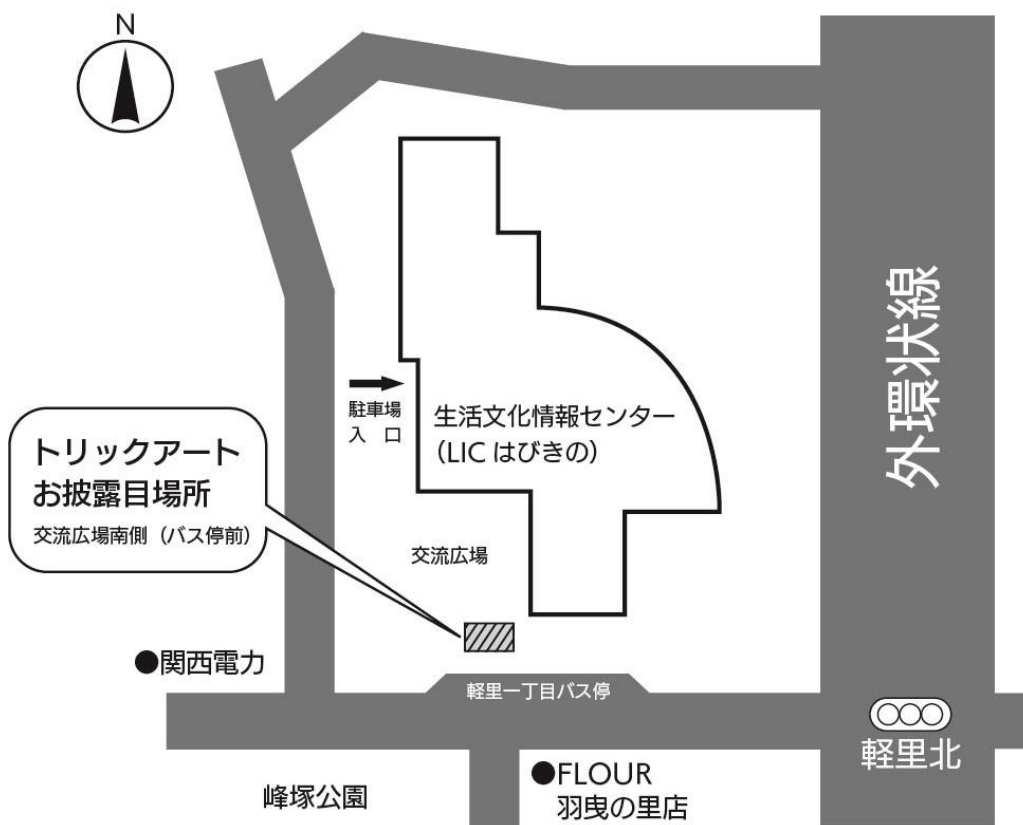 N
外環状線
駐車場
入 口
生活文化情報センター
（LIC はびきの）
トリックアート
お披露目場所
交流広場南側（バス停前）
交流広場
●関西電力
軽里一丁目バス停
軽里北
峰塚公園
●FLOUR
羽曳の里店